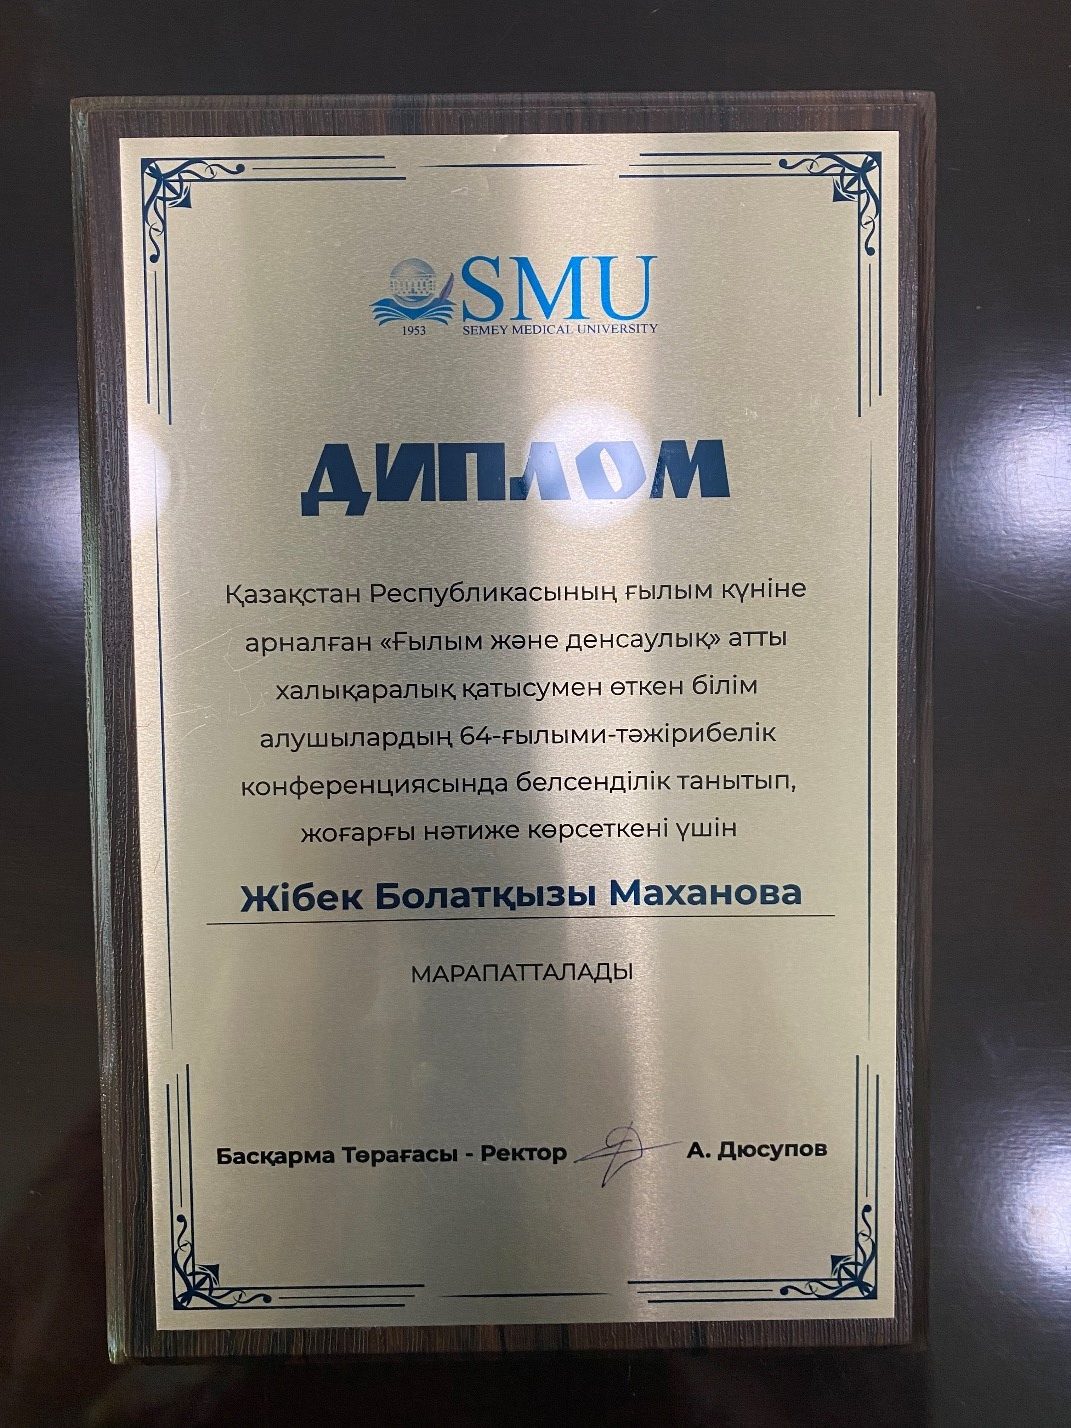 SMU
1953
SEMEY MEDICAL UNIVERSITY
ДИПЛОМ
Қазақстан Республикасының ғылым күніне
арналған «Ғылым және денсаулық» атты
халықаралық қатысумен өткен білім
алушылардың 64-ғылыми-тәжірибелік
конференциясында белсенділік танытып,
жоғарғы нәтиже көрсеткені үшін
Жібек Болатқызы Маханова
МАРАПАТТАЛАДЫ
Басқарма Төрағасы - Ректор А. Дюсупов